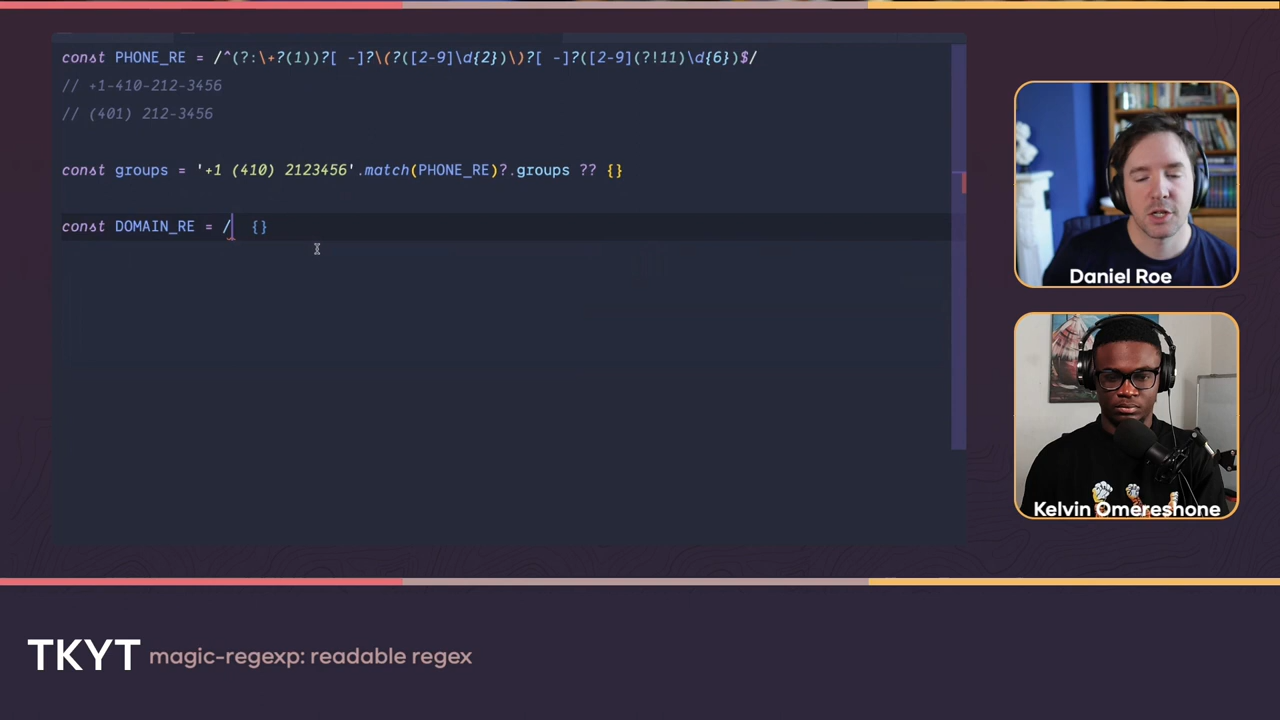 const PHONE_RE = /^(?:\+?(1))?[ -]?\(?([2-9]\d{2})\)?[ -]?([2-9](?!11)\d{6})$/
// +1-410-212-3456
// (401) 212-3456
const groups = '+1 (410) 2123456'.match(PHONE_RE)?.groups ?? {}
const DOMAIN_RE = /  {}
Daniel Roe
Kelvin Omereshone
TKYT magic-regexp: readable regex